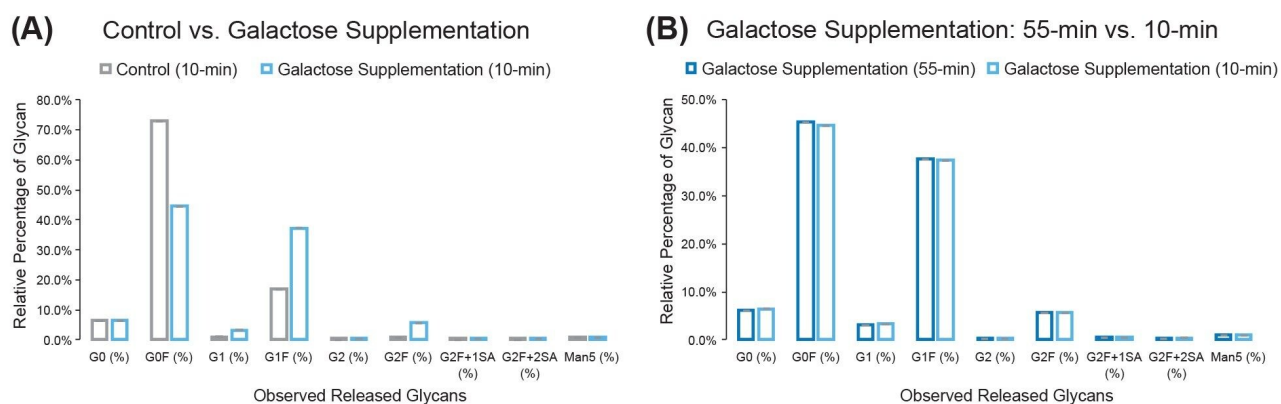 (A) Control vs. Galactose Supplementation
Control (10-min) Galactose Supplementation (10-min)
Relative Percentage of Glycan
80.0%
70.0%
60.0%
50.0%
40.0%
30.0%
20.0%
10.0%
0.0%
G0 (%) G0F (%) G1 (%) G1F (%) G2 (%) G2F (%) G2F+1SA G2F+2SA Man5 (%)
(%) (%)
Observed Released Glycans
(B) Galactose Supplementation: 55-min vs. 10-min
Galactose Supplementation (55-min) Galactose Supplementation (10-min)
Relative Percentage of Glycan
50.0%
40.0%
30.0%
20.0%
10.0%
0.0%
G0 (%) G0F (%) G1 (%) G1F (%) G2 (%) G2F (%) G2F+1SA G2F+2SA Man5 (%)
(%) (%)
Observed Released Glycans